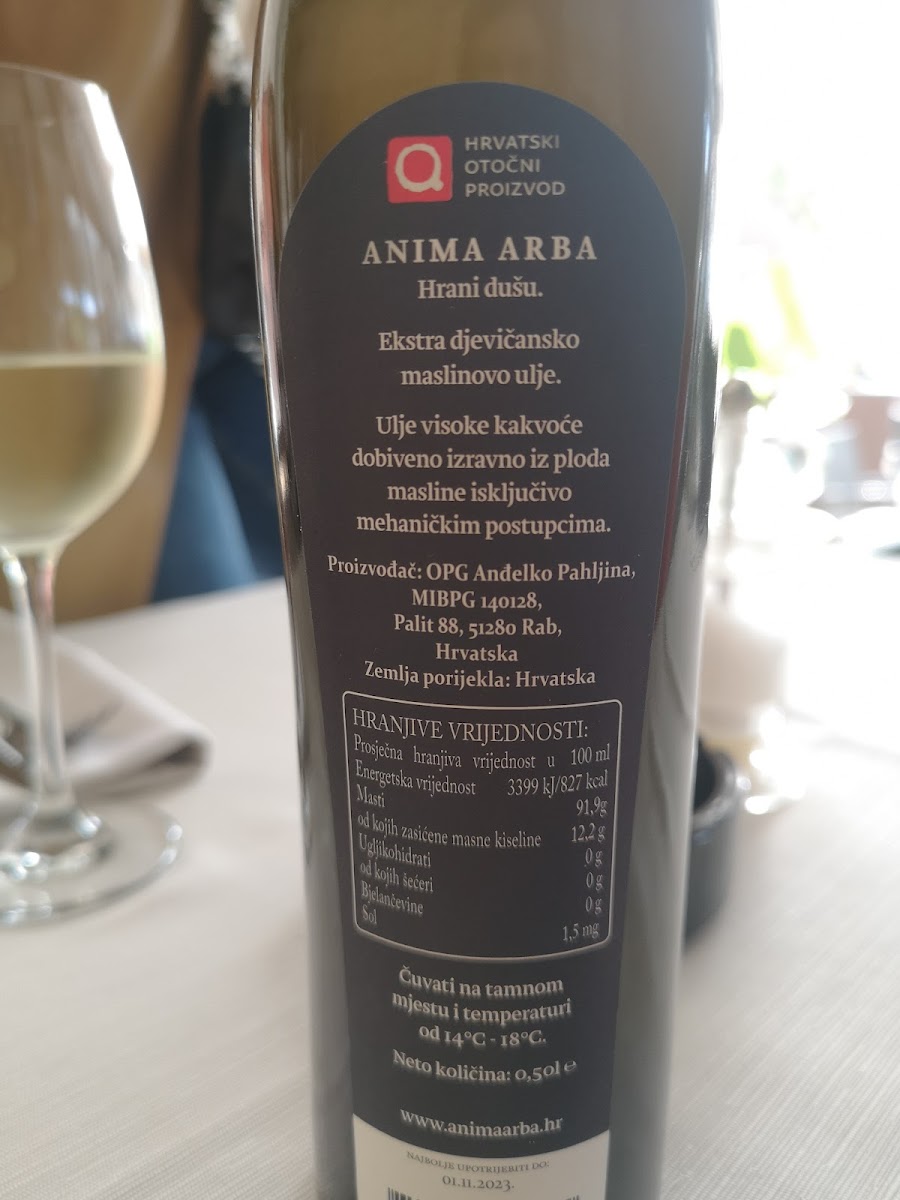 HRVATSKI
OTOČNI
PROIZVOD
ANIMA ARBA
Hrani dušu.
Ekstra djevičansko
maslinovo ulje.
Ulje visoke kakvoće
dobiveno izravno iz ploda
masline isključivo
mehaničkim postupcima.
Proizvođač: OPG Anđelko Pahljina,
MIBPG 140128,
Palit 88, 51280 Rab,
Hrvatska
Zemlja porijekla: Hrvatska
HRANJIVE VRIJEDNOSTI:
Prosječna hranjiva vrijednost u 100 ml
Energetska vrijednost 3399 kJ/827 kcal
Masti 91,9g
od kojih zasićene masne kiseline 12,2 g
Ugljikohidrati 0 g
od kojih šećeri 0 g
Bjelančevine 0 g
Sol 1,5 mg
Čuvati na tamnom
mjestu i temperaturi
od 14°C - 18°C.
Neto količina: 0,50l e
www.animaarba.hr
NAJBOLJE UPOTRIJEBITI DO:
01.11.2023.